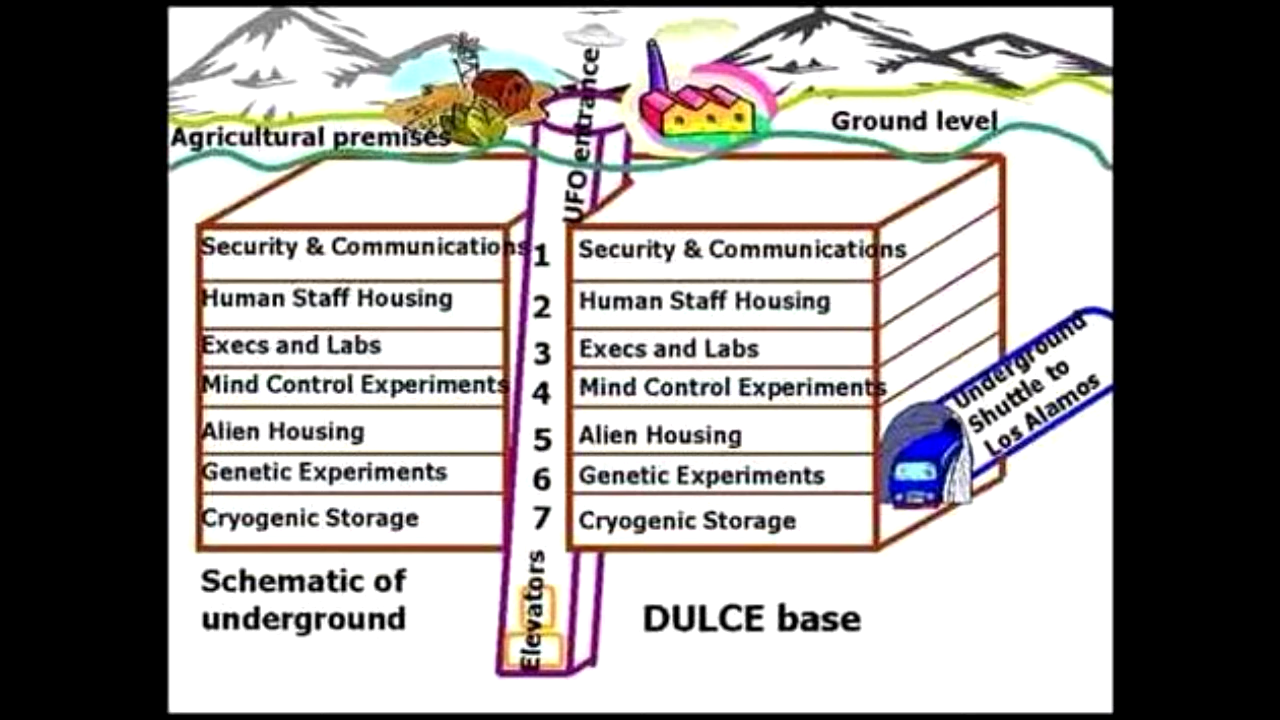 UFO entrance
Agricultural premises
Ground level
Security & Communications
1
Security & Communications
Human Staff Housing
2
Human Staff Housing
Execs and Labs
3
Execs and Labs
Mind Control Experiments
4
Mind Control Experiments
Alien Housing
5
Alien Housing
Genetic Experiments
6
Genetic Experiments
Cryogenic Storage
7
Cryogenic Storage
Underground
Shuttle to
Los Alamos
Elevators
Schematic of
underground
DULCE base